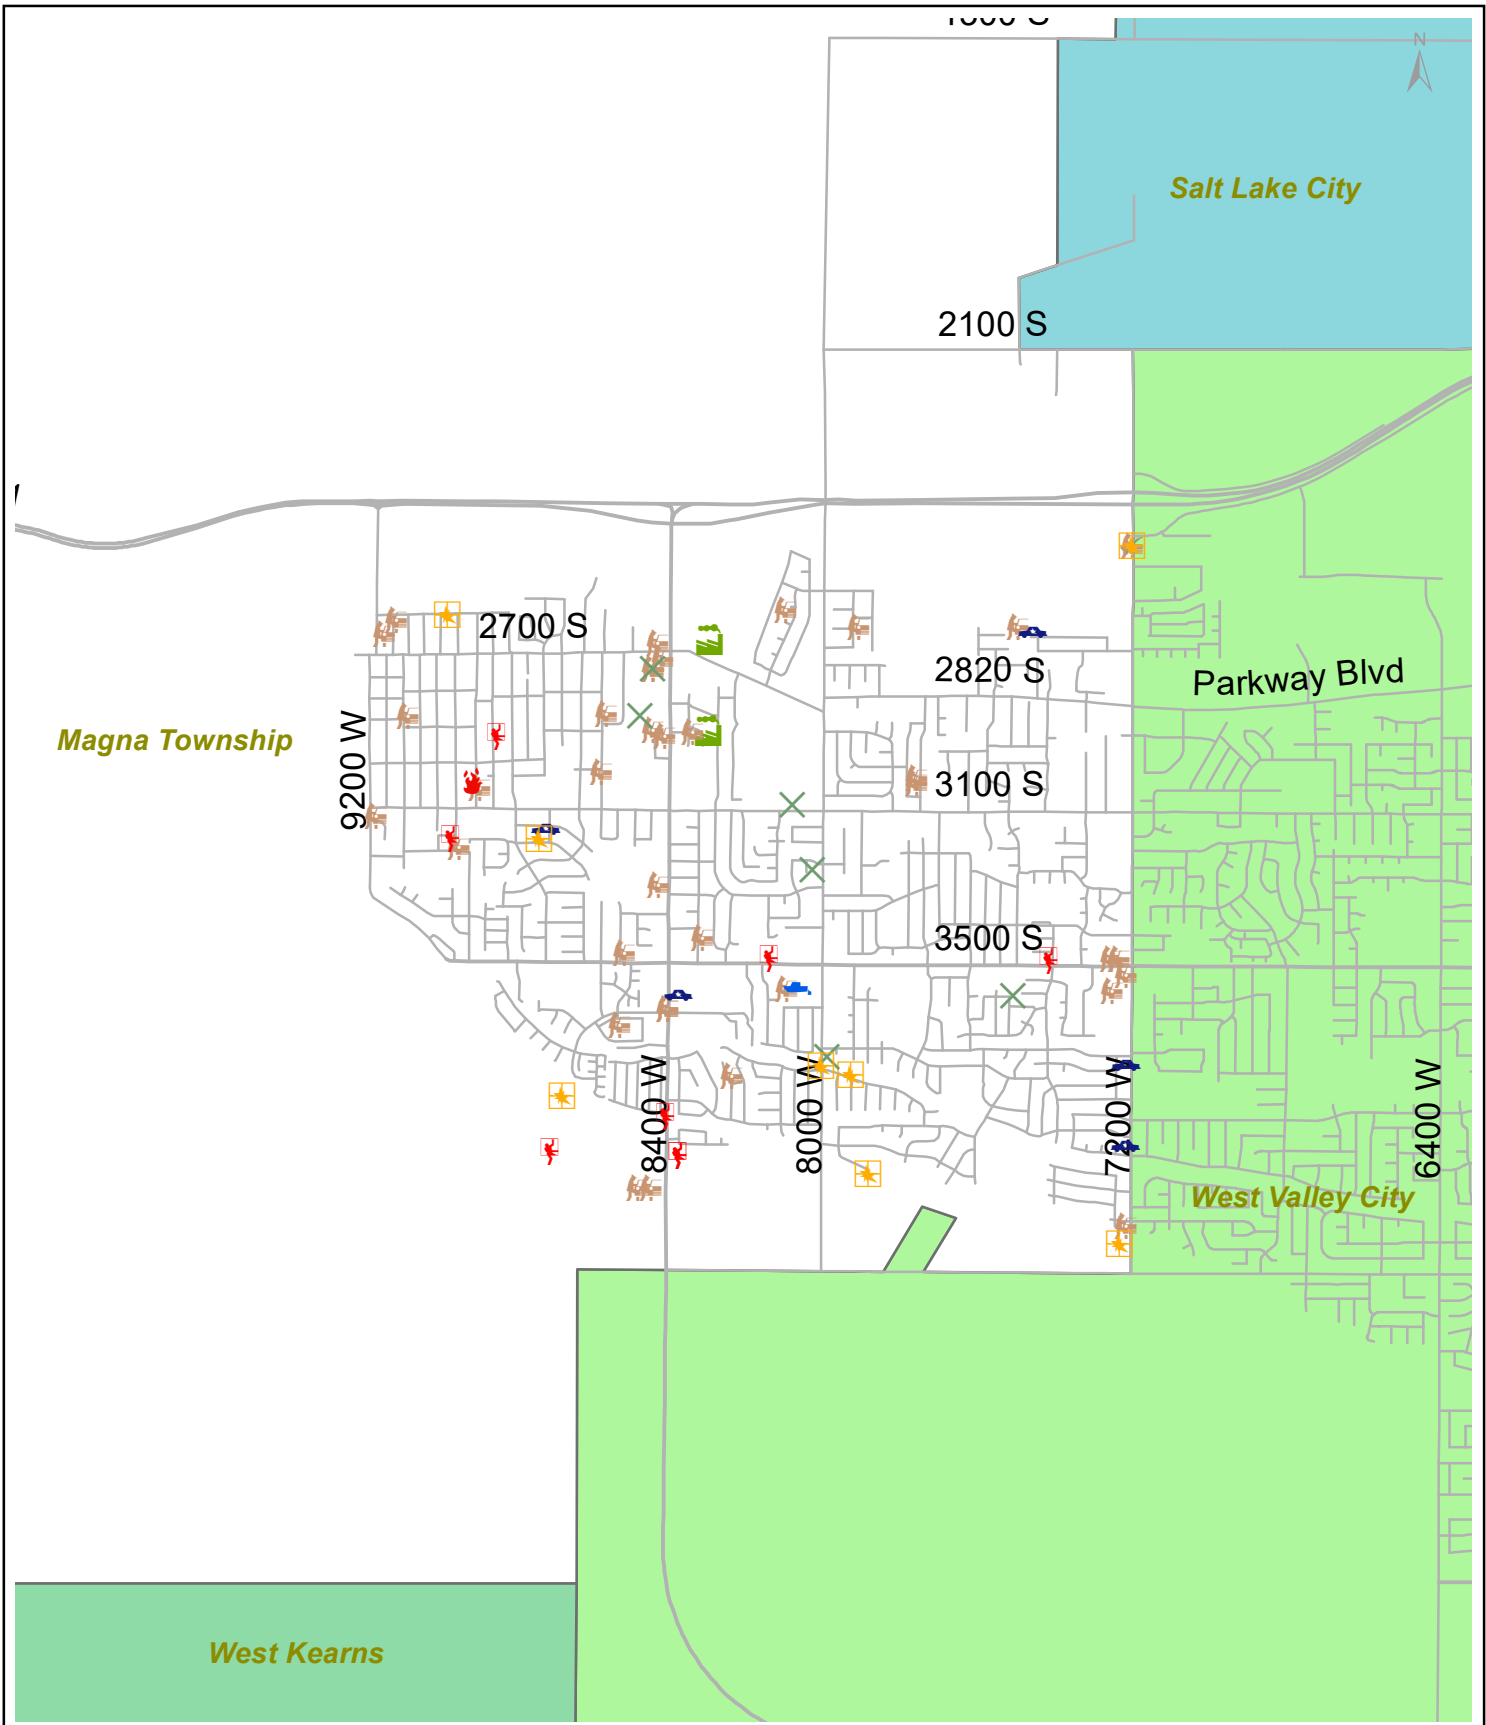 N
Salt Lake City
2100 S
2700 S
2820 S
Parkway Blvd
Magna Township
9200 W
3100 S
3500 S
8400 W
8000 W
7200 W
6400 W
West Valley City
West Kearns